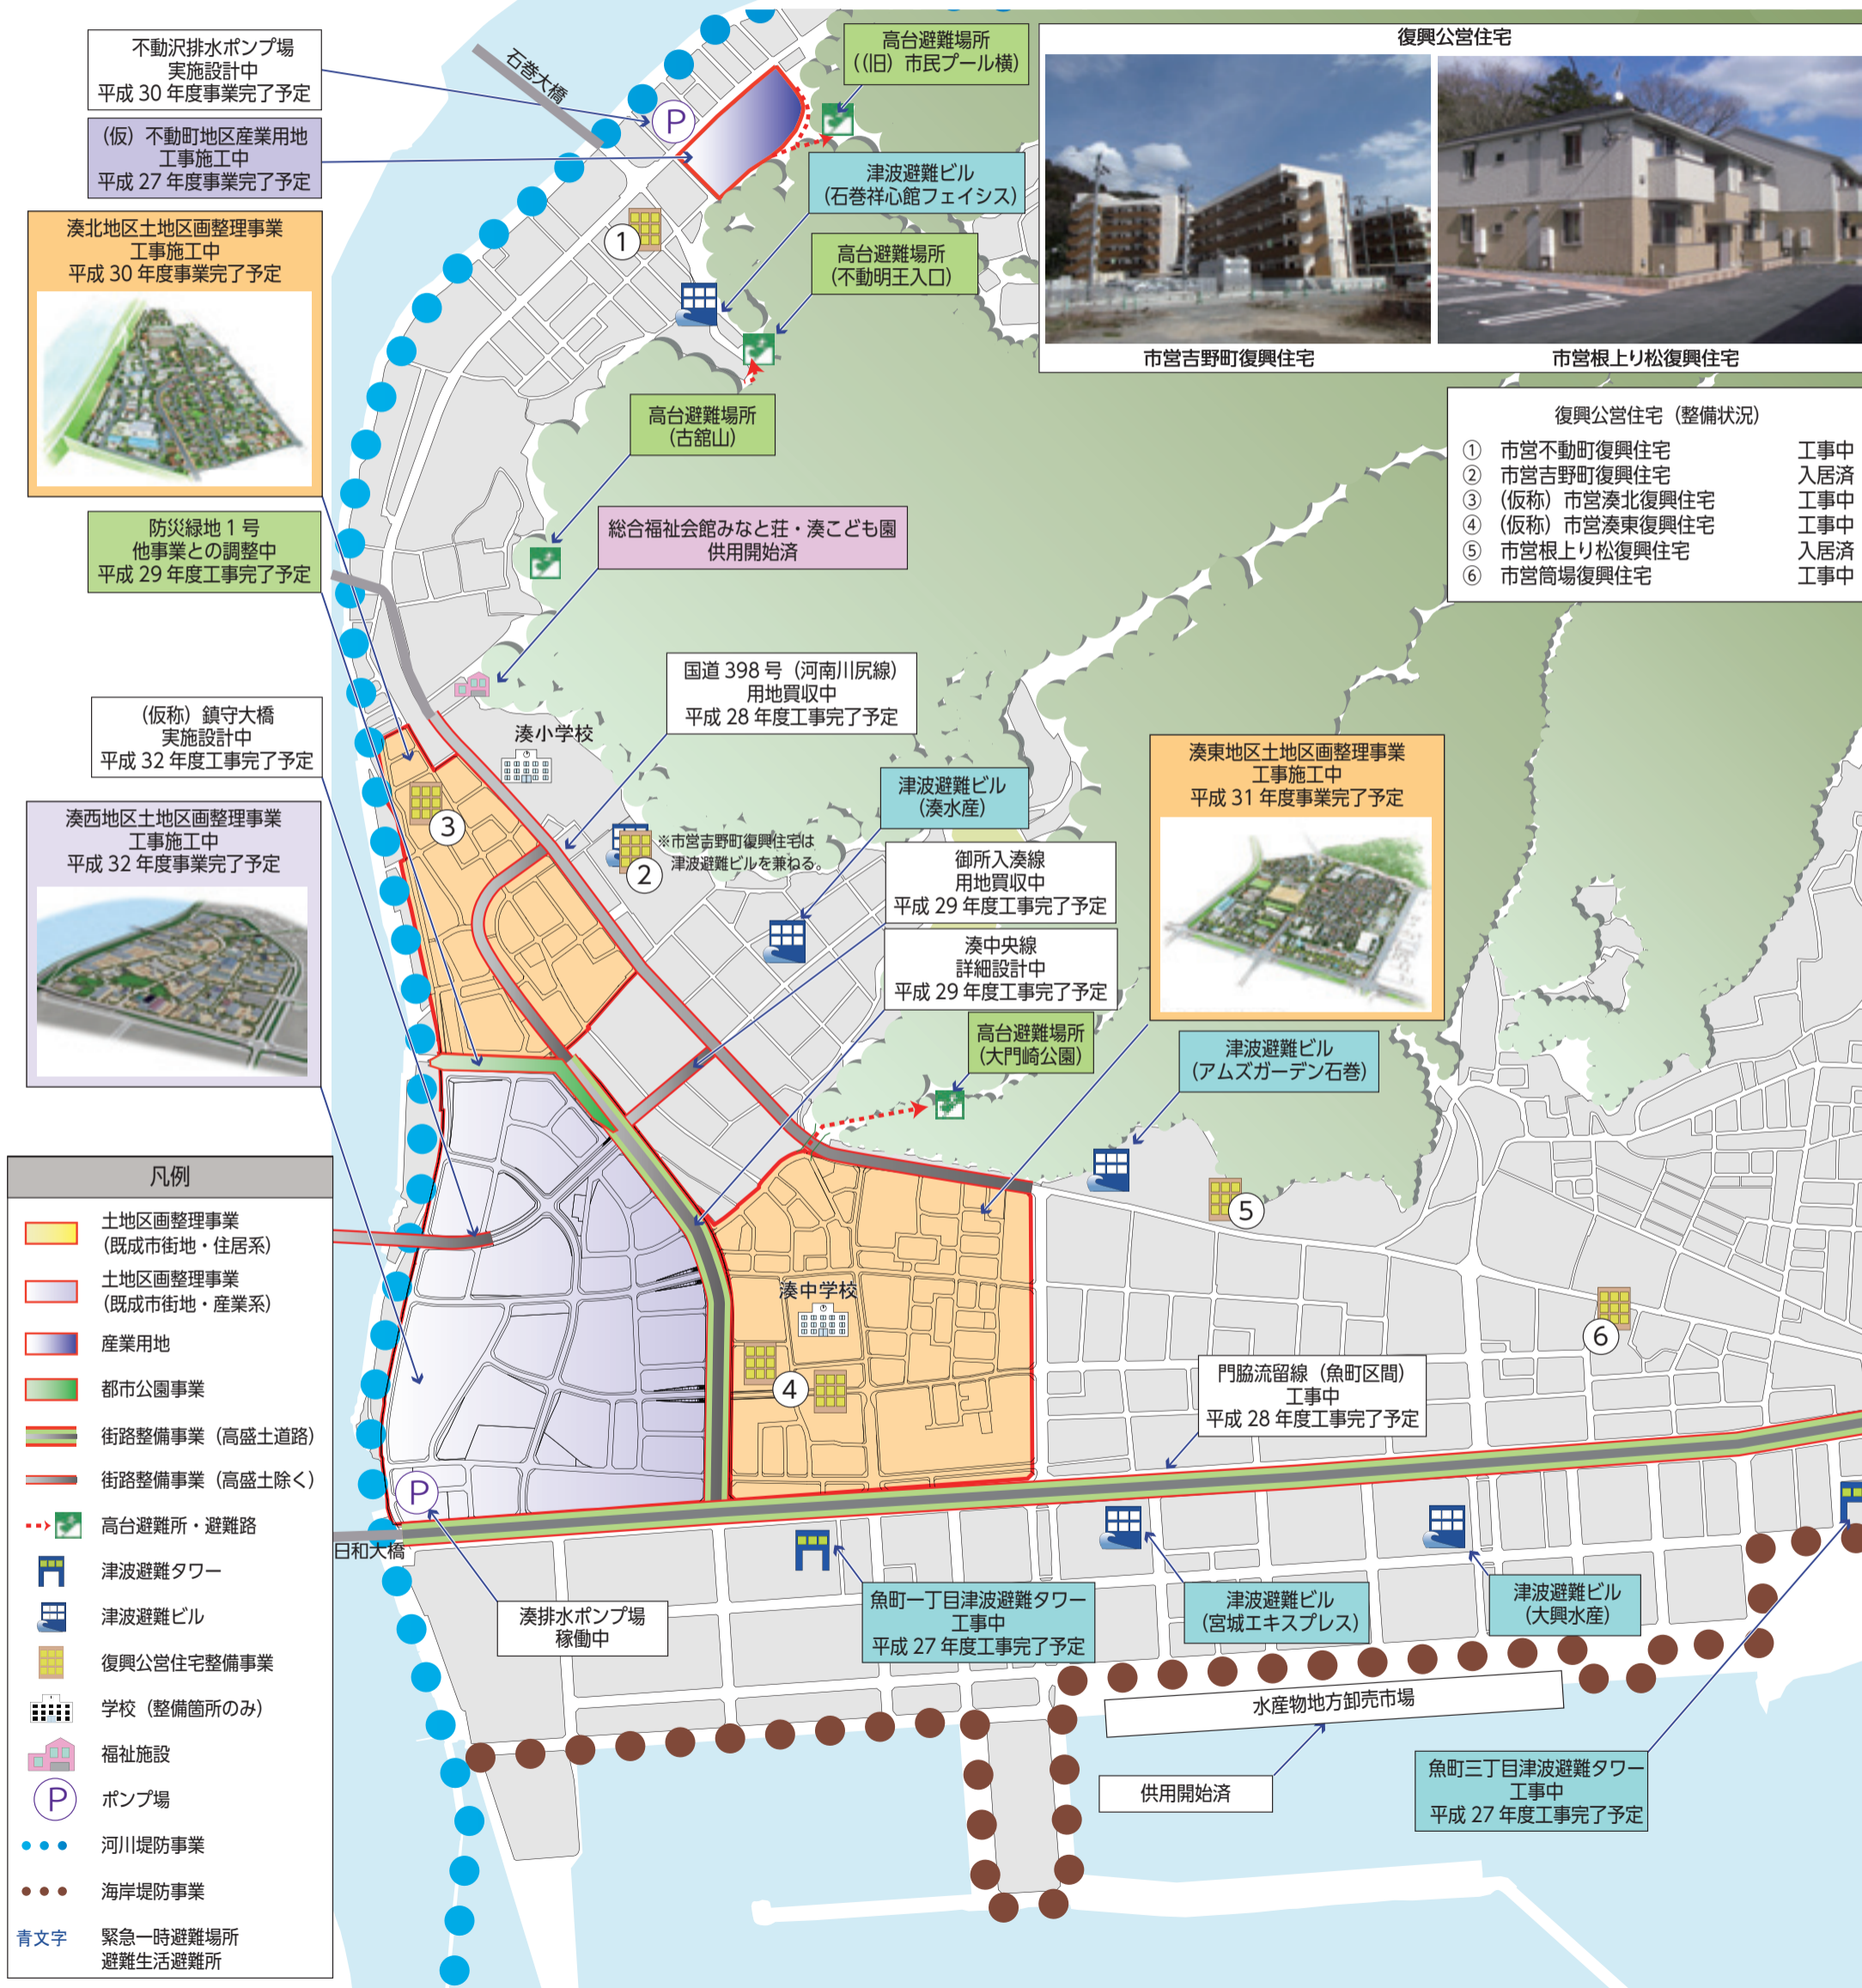 不動沢排水ポンプ場
実施設計中
平成 30 年度事業完了予定
(仮)不動町地区産業用地
工事施工中
平成 27 年度事業完了予定
湊北地区土地区画整理事業
工事施工中
平成 30 年度事業完了予定
防災緑地 1 号
他事業との調整中
平成 29 年度工事完了予定
(仮称)鎮守大橋
実施設計中
平成 32 年度工事完了予定
湊西地区土地区画整理事業
工事施工中
平成 32 年度事業完了予定
石巻大橋
P
高台避難場所
((旧)市民プール横)
津波避難ビル
(石巻祥心館フェイシス)
①
高台避難場所
(不動明王入口)
高台避難場所
(古舘山)
総合福祉会館みなと荘・湊こども園
供用開始済
復興公営住宅
市営吉野町復興住宅
市営根上り松復興住宅
復興公営住宅(整備状況)
① 市営不動町復興住宅 工事中
② 市営吉野町復興住宅 入居済
③ (仮称)市営湊北復興住宅 工事中
④ (仮称)市営湊東復興住宅 工事中
⑤ 市営根上り松復興住宅 入居済
⑥ 市営筒場復興住宅 工事中
国道 398 号(河南川尻線)
用地買収中
平成 28 年度工事完了予定
湊小学校
③
②
※市営吉野町復興住宅は
津波避難ビルを兼ねる。
津波避難ビル
(湊水産)
御所入湊線
用地買収中
平成 29 年度工事完了予定
湊中央線
詳細設計中
平成 29 年度工事完了予定
高台避難場所
(大門崎公園)
湊東地区土地区画整理事業
工事施工中
平成 31 年度事業完了予定
津波避難ビル
(アムズガーデン石巻)
⑤
湊中学校
④
⑥
門脇流留線(魚町区間)
工事中
平成 28 年度工事完了予定
P
日和大橋
湊排水ポンプ場
稼働中
魚町一丁目津波避難タワー
工事中
平成 27 年度工事完了予定
津波避難ビル
(宮城エキスプレス)
津波避難ビル
(大興水産)
水産物地方卸売市場
供用開始済
魚町三丁目津波避難タワー
工事中
平成 27 年度工事完了予定
凡例
土地区画整理事業
(既成市街地・住居系)
土地区画整理事業
(既成市街地・産業系)
産業用地
都市公園事業
街路整備事業(高盛土道路)
街路整備事業(高盛土除く)
高台避難所・避難路
津波避難タワー
津波避難ビル
復興公営住宅整備事業
学校(整備箇所のみ)
福祉施設
P ポンプ場
河川堤防事業
海岸堤防事業
青文字 緊急一時避難場所
避難生活避難所